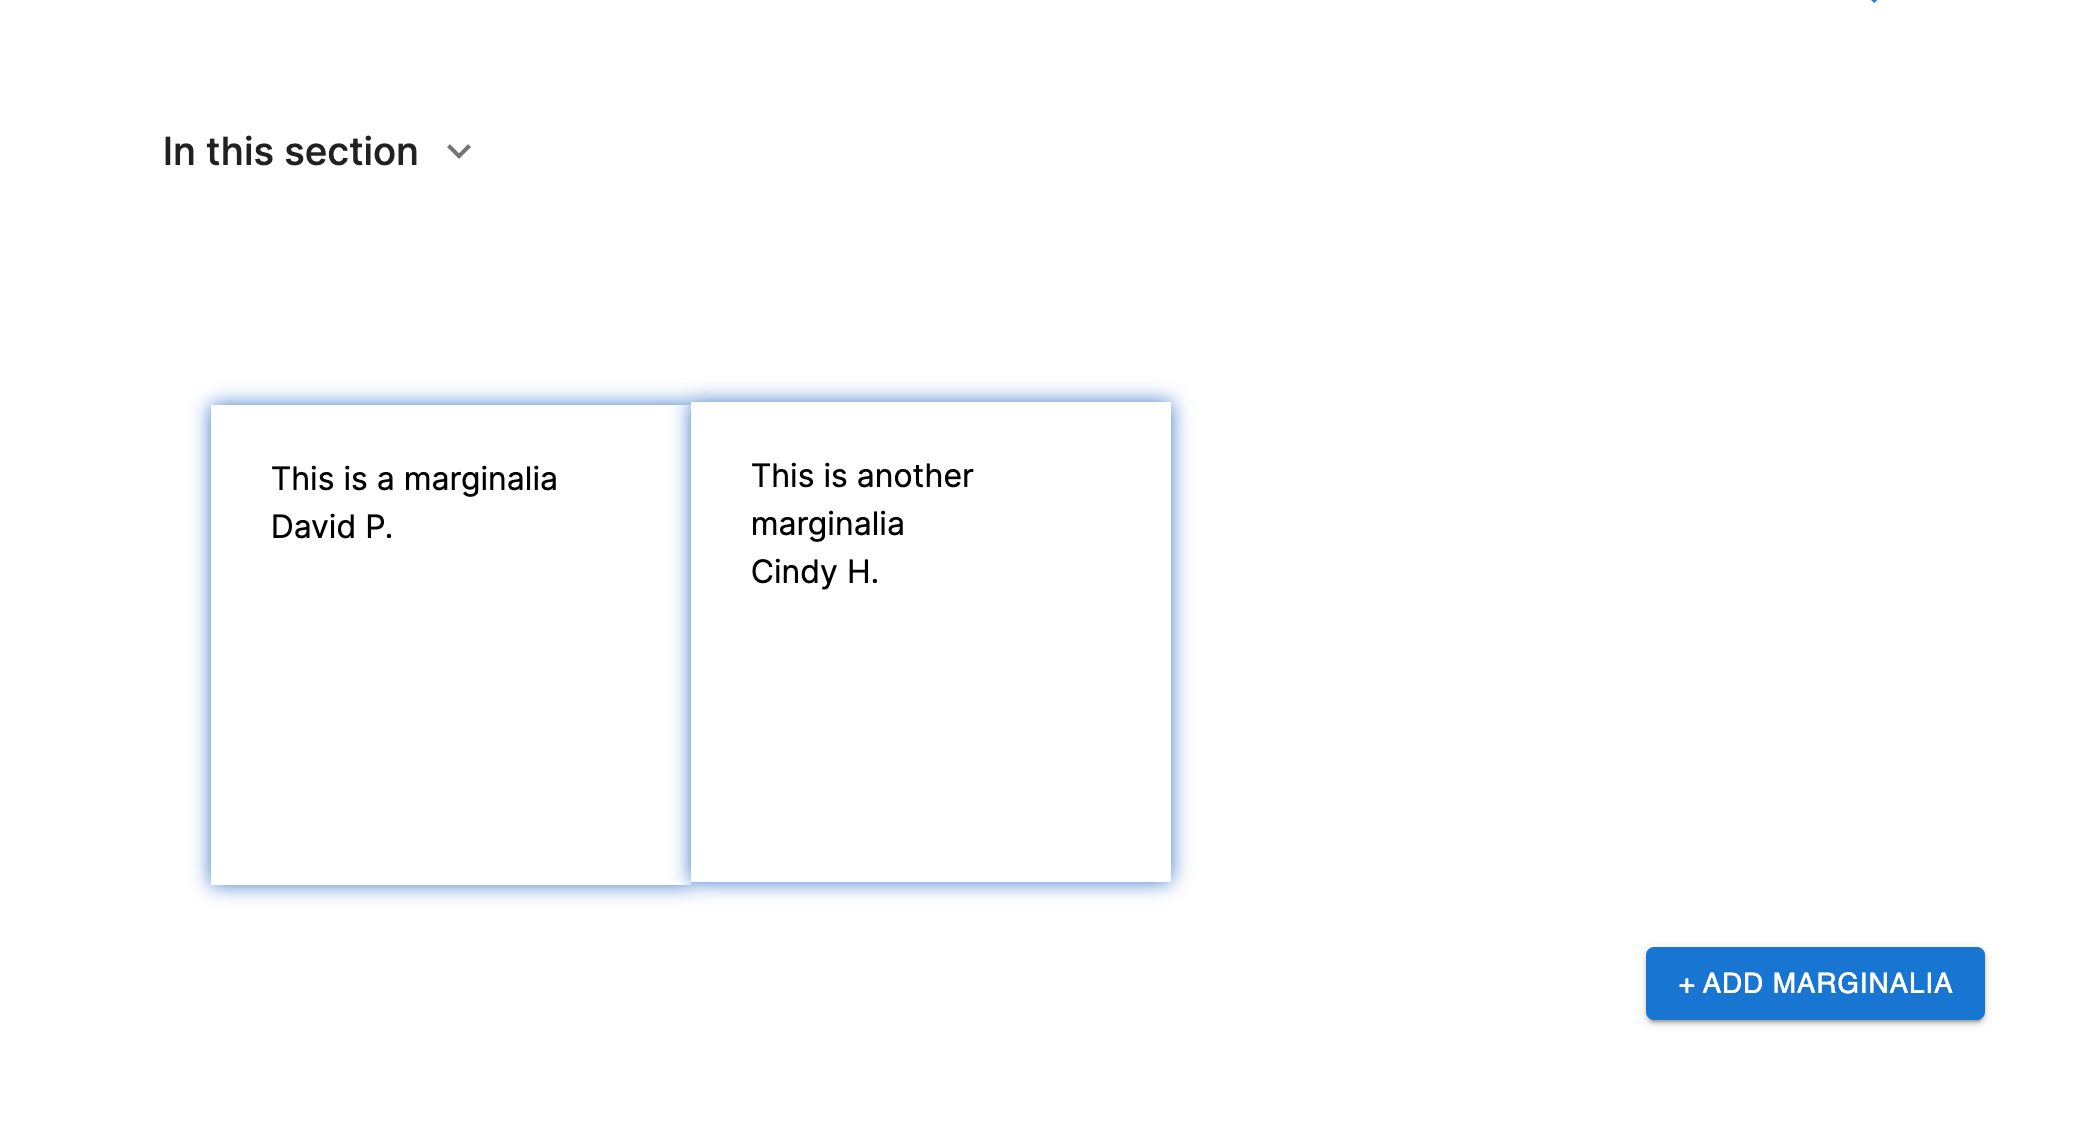 In this section
This is a marginalia
David P.
This is another
marginalia
Cindy H.
+ ADD MARGINALIA